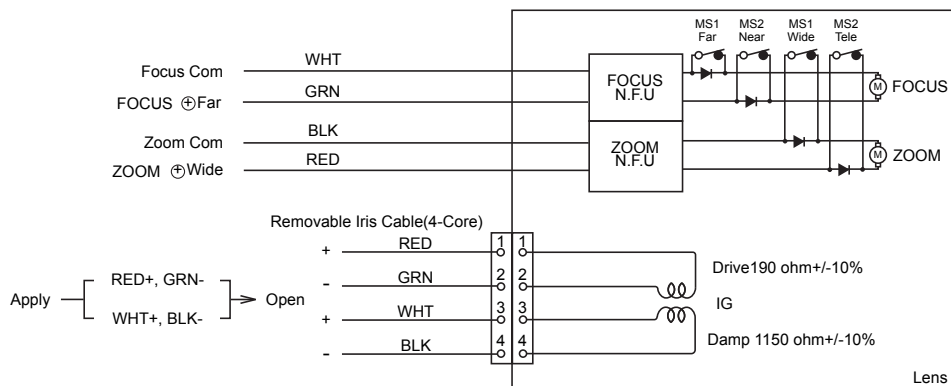 MS1 Far
MS2 Near
MS1 Wide
MS2 Tele
Focus Com
WHT
FOCUS ⊕Far
GRN
FOCUS N.F.U
M
FOCUS
Zoom Com
BLK
ZOOM ⊕Wide
RED
ZOOM N.F.U
M
ZOOM
Removable Iris Cable(4-Core)
+
RED
1
1
-
GRN
2
2
+
WHT
3
3
-
BLK
4
4
Apply
RED+, GRN-
WHT+, BLK-
Open
Drive190 ohm+/-10%
IG
Damp 1150 ohm+/-10%
Lens